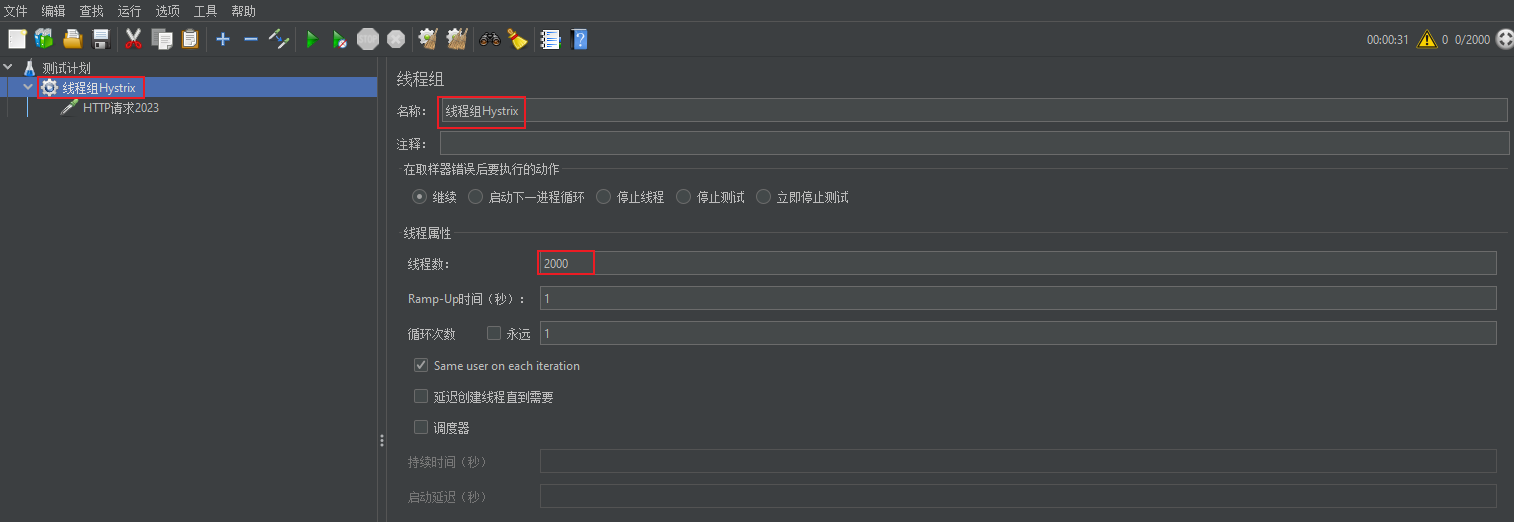 文件 编辑 查找 运行 选项 工具 帮助
STOP 00:00:31 0 0/2000
测试计划
线程组Hystrix
HTTP请求2023
线程组
名称： 线程组Hystrix
注释：
在取样器错误后要执行的动作
继续 启动下一进程循环 停止线程 停止测试 立即停止测试
线程属性
线程数： 2000
Ramp-Up时间（秒）： 1
循环次数 永远 1
Same user on each iteration
延迟创建线程直到需要
调度器
持续时间（秒）
启动延迟（秒）